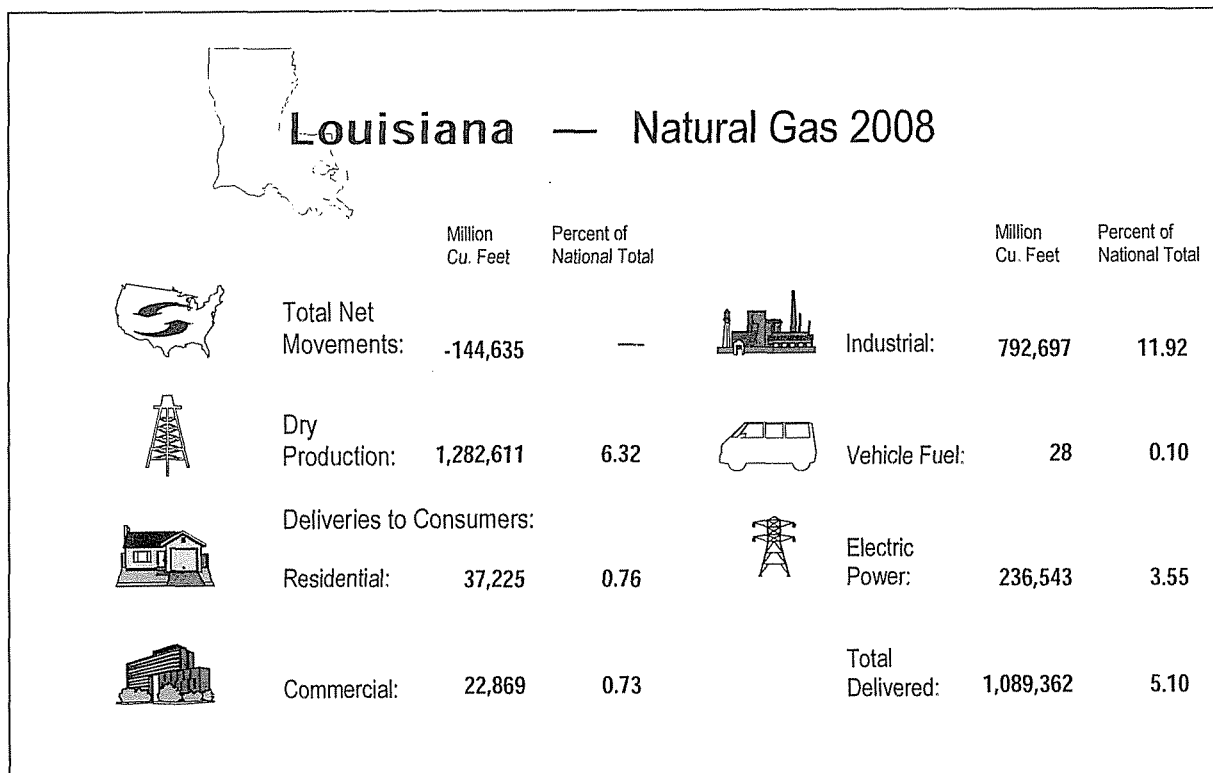 Louisiana — Natural Gas 2008
Million Cu. Feet
Percent of National Total
Total Net Movements: -144,635 —
Dry Production: 1,282,611 6.32
Deliveries to Consumers:
Residential: 37,225 0.76
Commercial: 22,869 0.73
Million Cu. Feet
Percent of National Total
Industrial: 792,697 11.92
Vehicle Fuel: 28 0.10
Electric Power: 236,543 3.55
Total Delivered: 1,089,362 5.10